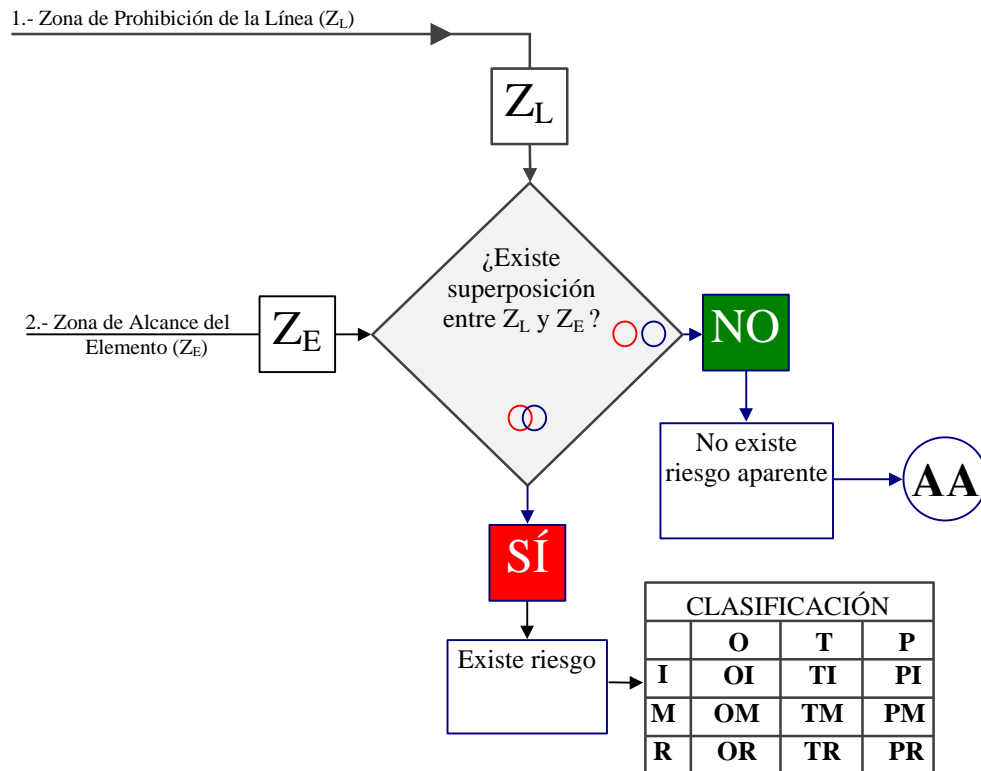 1.- Zona de Prohibición de la Línea (ZL)
ZL
¿Existe
superposición
entre ZL y ZE ?
2.- Zona de Alcance del
Elemento (ZE)
ZE
NO
No existe
riesgo aparente
AA
SÍ
Existe riesgo
CLASIFICACIÓN
O T P
I OI TI PI
M OM TM PM
R OR TR PR